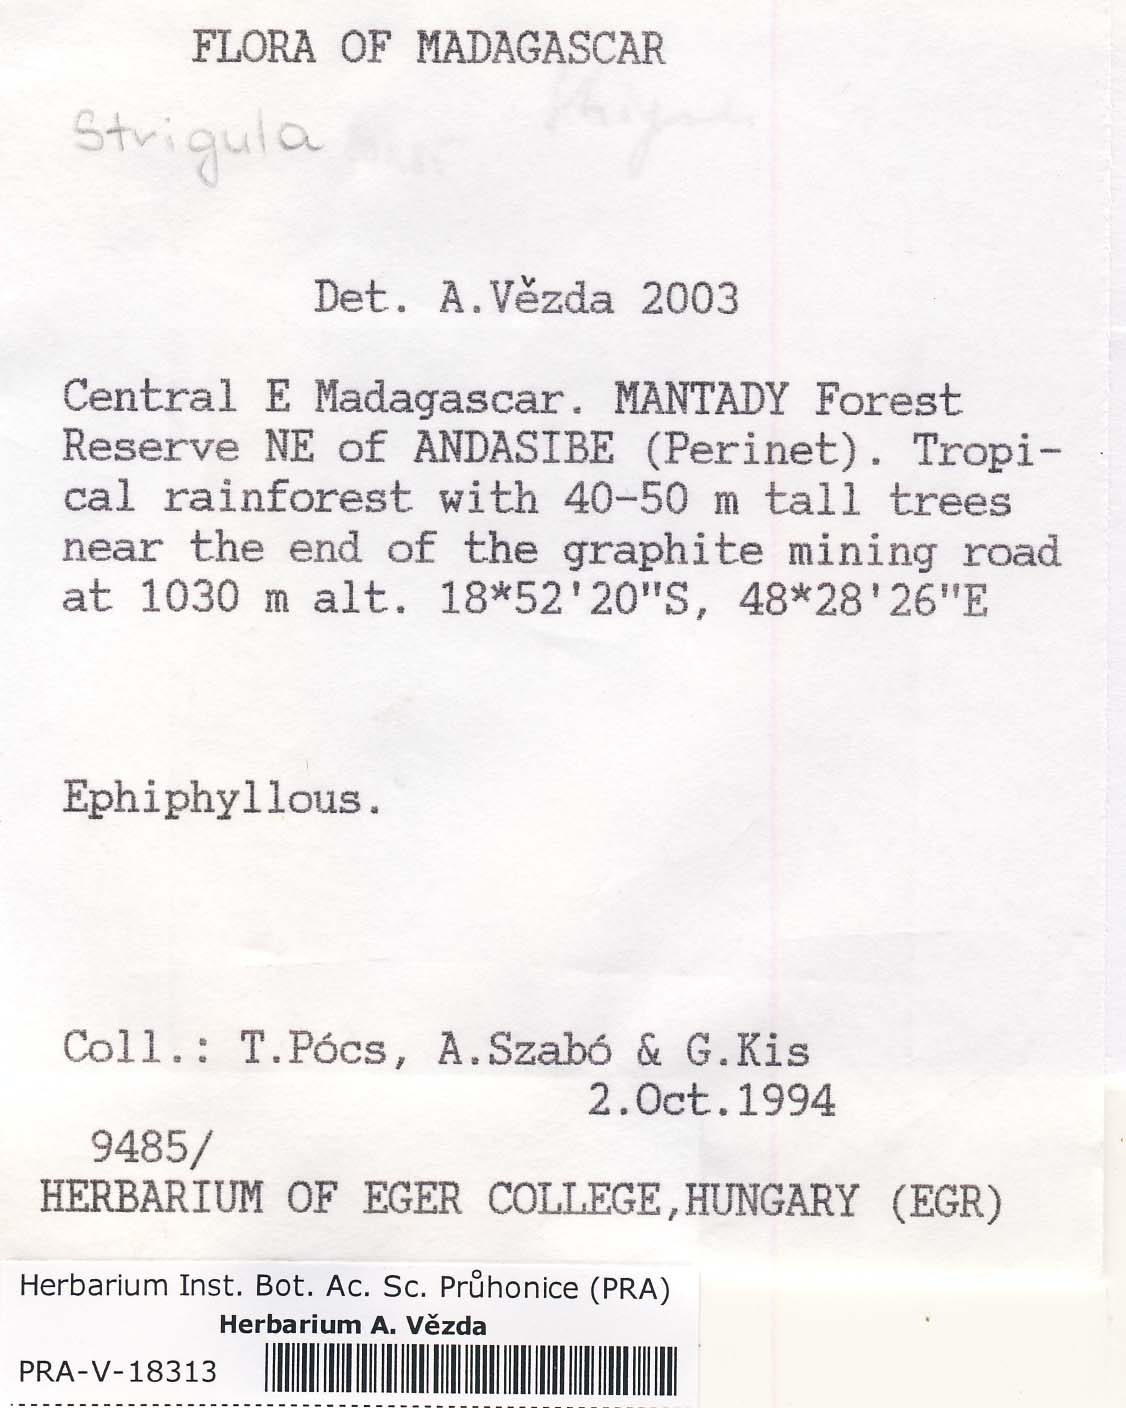 FLORA OF MADAGASCAR
Strigula
Det. A.Vězda 2003
Central E Madagascar. MANTADY Forest
Reserve NE of ANDASIBE (Perinet). Tropi-
cal rainforest with 40-50 m tall trees
near the end of the graphite mining road
at 1030 m alt. 18*52'20"S, 48*28'26"E
Ephiphyllous.
Coll.: T.Pócs, A.Szabó & G.Kis
2.Oct.1994
9485/
HERBARIUM OF EGER COLLEGE,HUNGARY (EGR)
Herbarium Inst. Bot. Ac. Sc. Průhonice (PRA)
Herbarium A. Vězda
PRA-V-18313